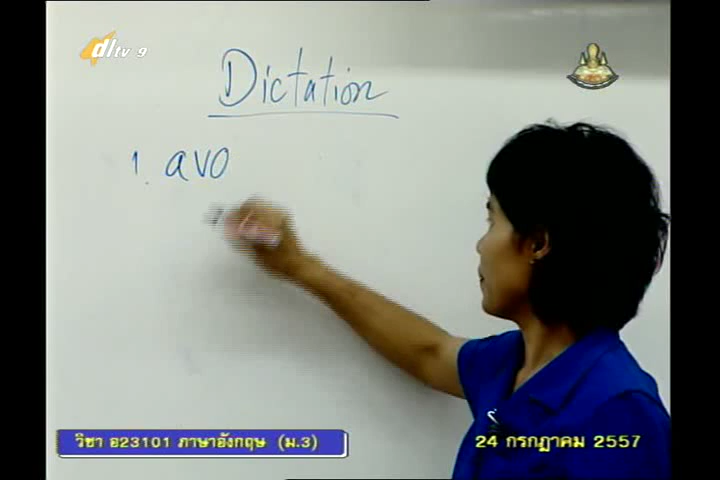 dltv 9
Dictation
1. avo
วิชา อ23101 ภาษาอังกฤษ (ม.3)
24 กรกฎาคม 2557